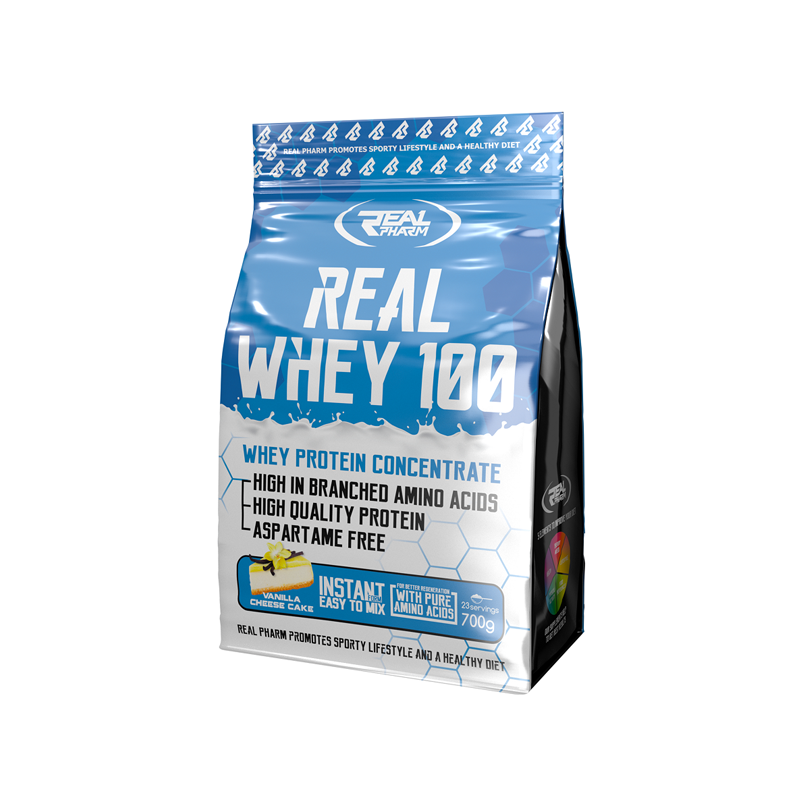 REAL PHARM PROMOTES SPORTY LIFESTYLE AND A HEALTHY DIET
REAL
PHARM
REAL
WHEY 100
WHEY PROTEIN CONCENTRATE
HIGH IN BRANCHED AMINO ACIDS
HIGH QUALITY PROTEIN
ASPARTAME FREE
VANILLA
CHEESE CAKE
INSTANT
EASY TO MIX
FOR BETTER REGENERATION
WITH PURE
AMINO ACIDS
23 servings
700g
REAL PHARM PROMOTES SPORTY LIFESTYLE AND A HEALTHY DIET
REAL
PHARM